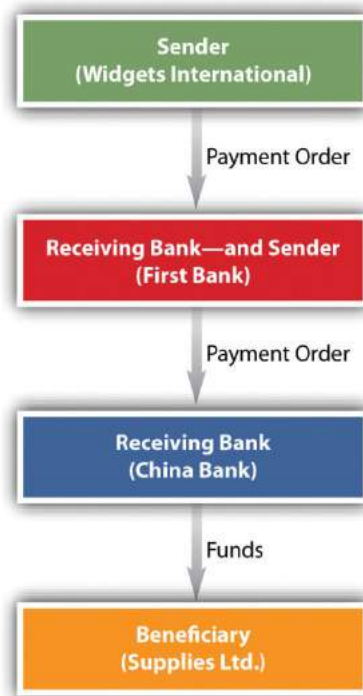 Sender
(Widgets International)
Payment Order
Receiving Bank—and Sender
(First Bank)
Payment Order
Receiving Bank
(China Bank)
Funds
Beneficiary
(Supplies Ltd.)